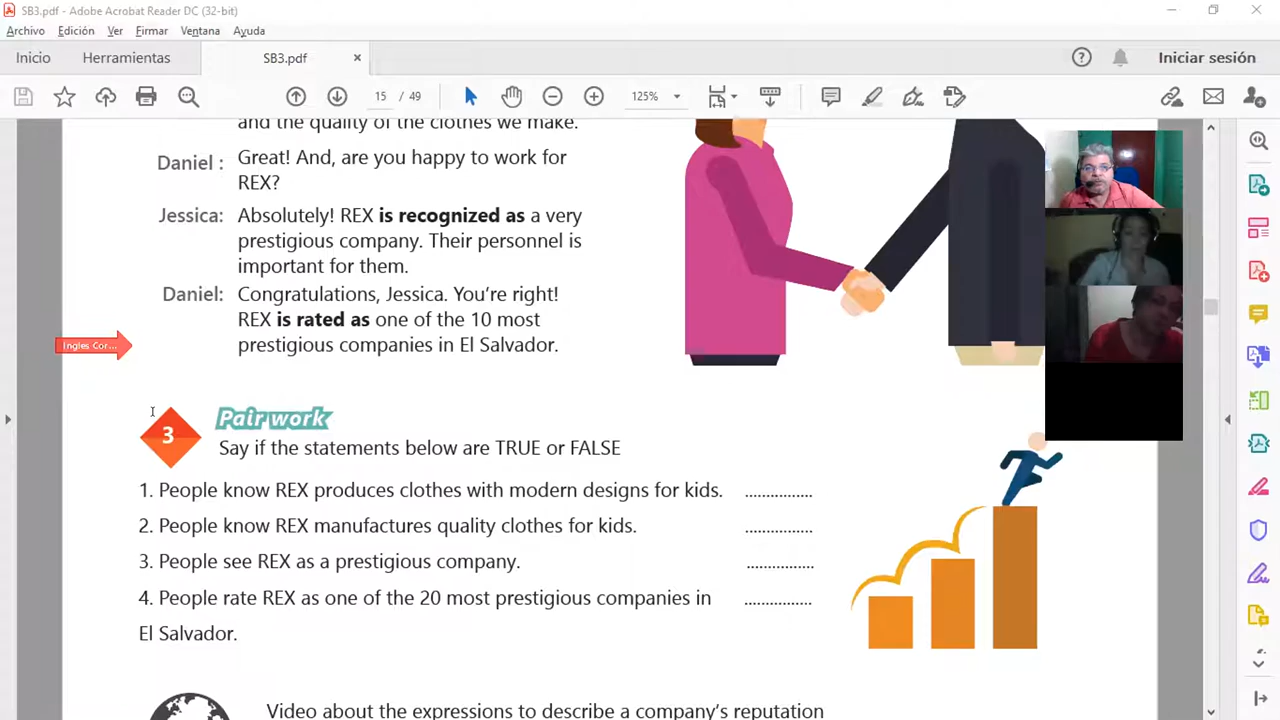 SB3.pdf - Adobe Acrobat Reader DC (32-bit)
Archivo Edición Ver Firmar Ventana Ayuda
Inicio Herramientas SB3.pdf × Iniciar sesión
15 / 49 125%
and the quality of the clothes we make.
Daniel : Great! And, are you happy to work for
REX?
Jessica: Absolutely! REX is recognized as a very
prestigious company. Their personnel is
important for them.
Daniel: Congratulations, Jessica. You’re right!
REX is rated as one of the 10 most
Ingles Cor...
prestigious companies in El Salvador.
3
Pair work
Say if the statements below are TRUE or FALSE
1. People know REX produces clothes with modern designs for kids. ...............
2. People know REX manufactures quality clothes for kids. ...............
3. People see REX as a prestigious company. ...............
4. People rate REX as one of the 20 most prestigious companies in ...............
El Salvador.
Video about the expressions to describe a company’s reputation